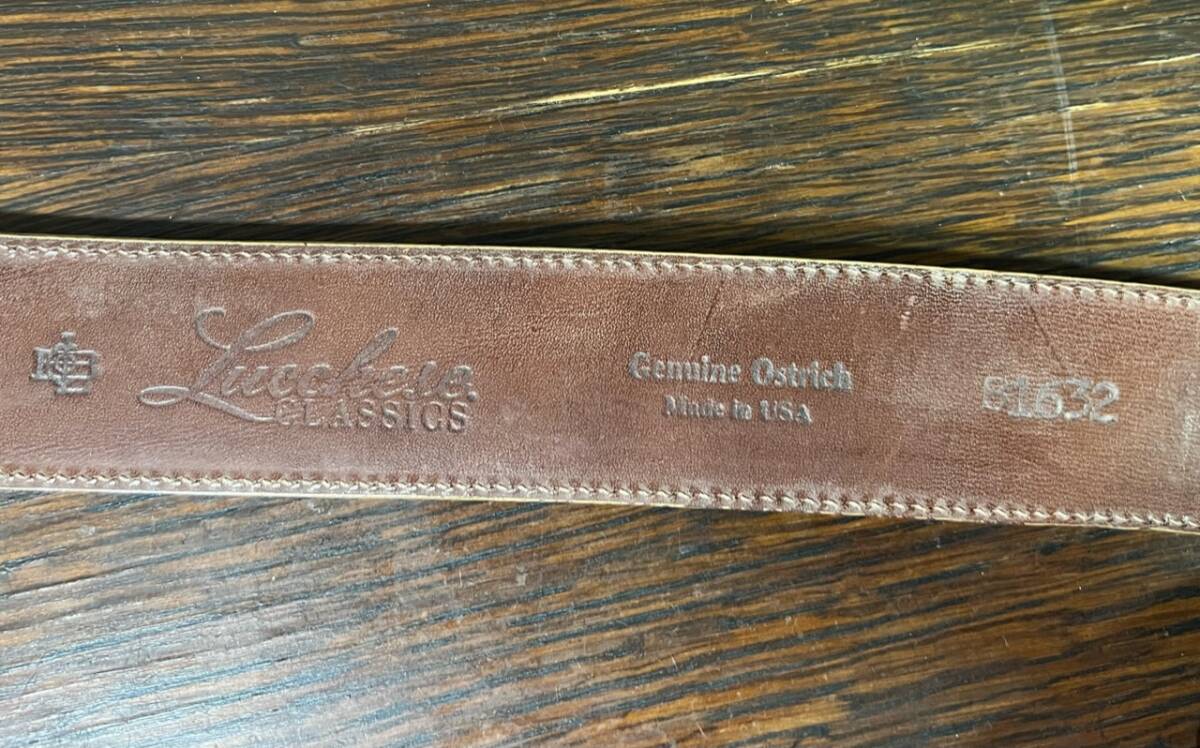 Lucchese.
CLASSICS
Genuine Ostrich
Made in USA
B1632